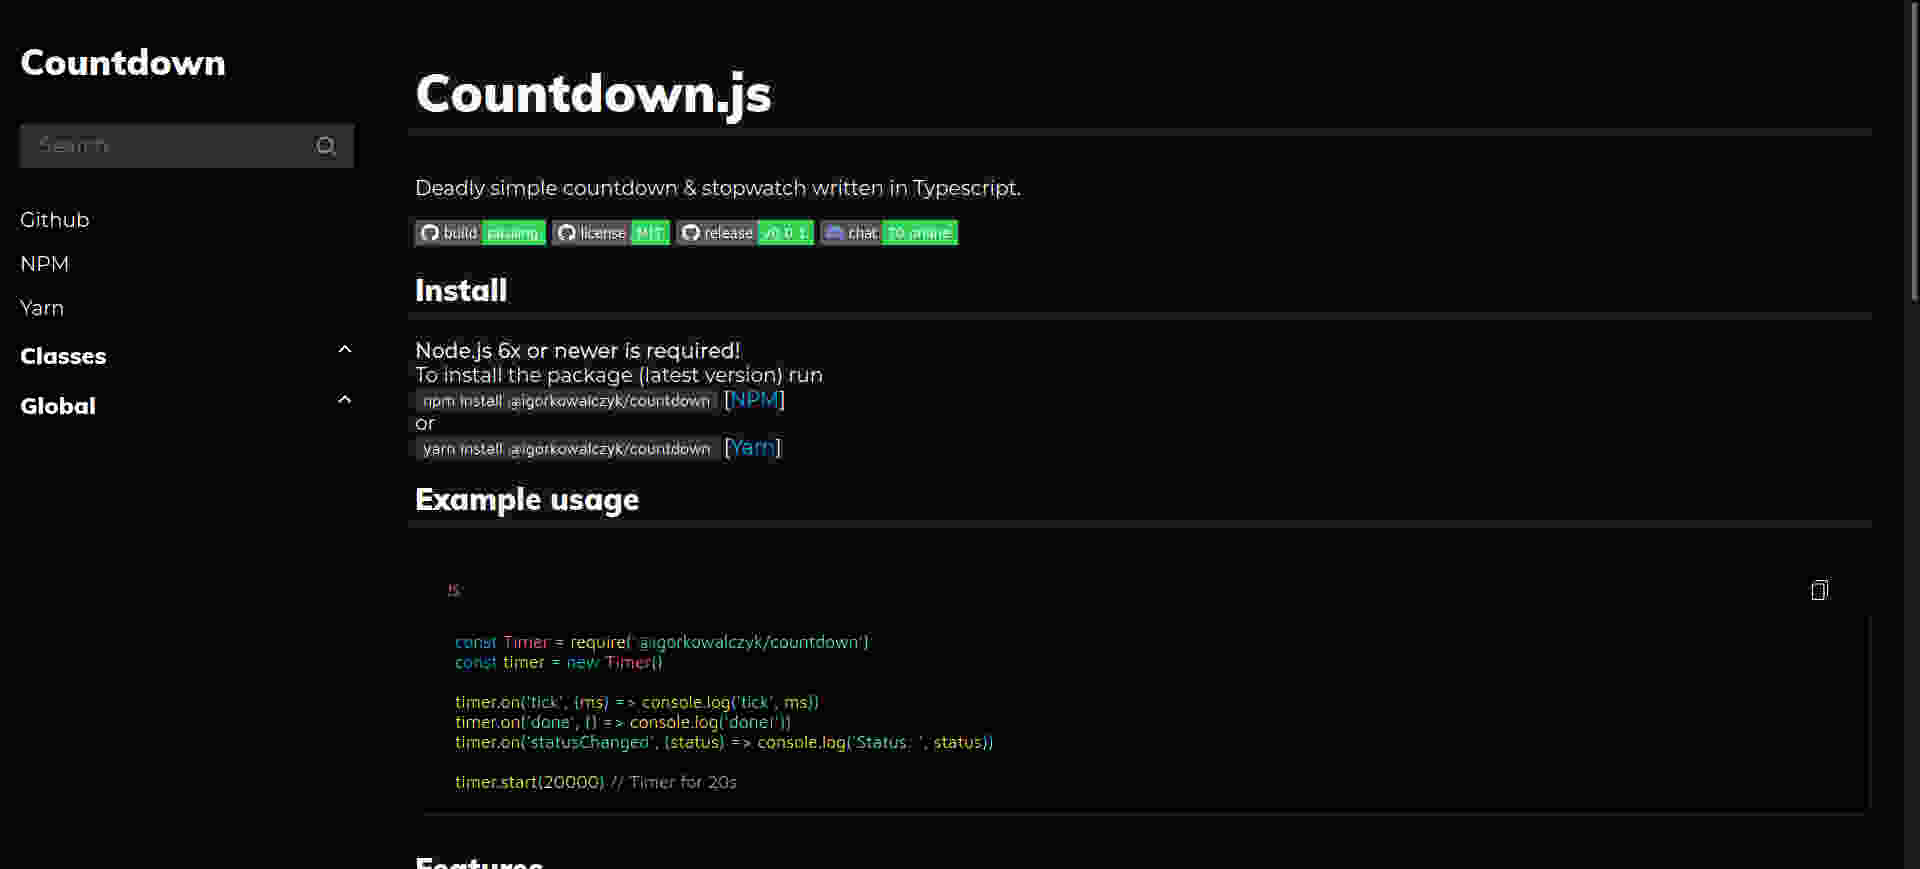 Countdown
Search
Github
NPM
Yarn
Classes
Global
Countdown.js
Deadly simple countdown & stopwatch written in Typescript.
build passing license MIT release v0.0.1 chat online
Install
Node.js 6x or newer is required!
To install the package (latest version) run
npm install @igorkowalczyk/countdown [NPM]
or
yarn install @igorkowalczyk/countdown [Yarn]
Example usage
JS
const Timer = require('@igorkowalczyk/countdown')
const timer = new Timer()
timer.on('tick', (ms) => console.log('tick', ms))
timer.on('done', () => console.log('done!'))
timer.on('statusChanged', (status) => console.log('Status: ', status))
timer.start(20000) // Timer for 20s
Features